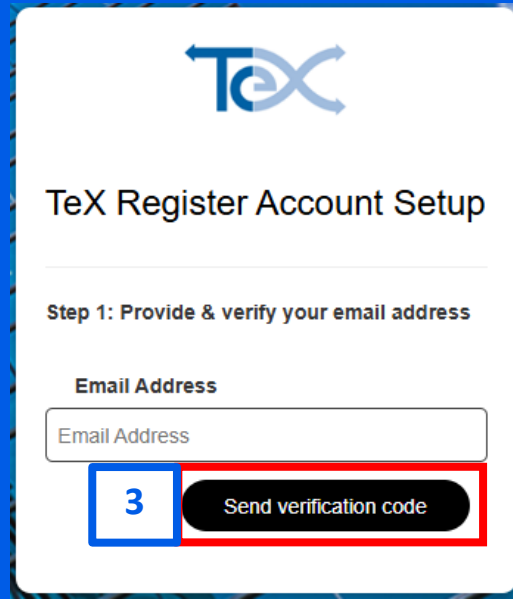 TeX
TeX Register Account Setup
Step 1: Provide & verify your email address
Email Address
Email Address
3 Send verification code